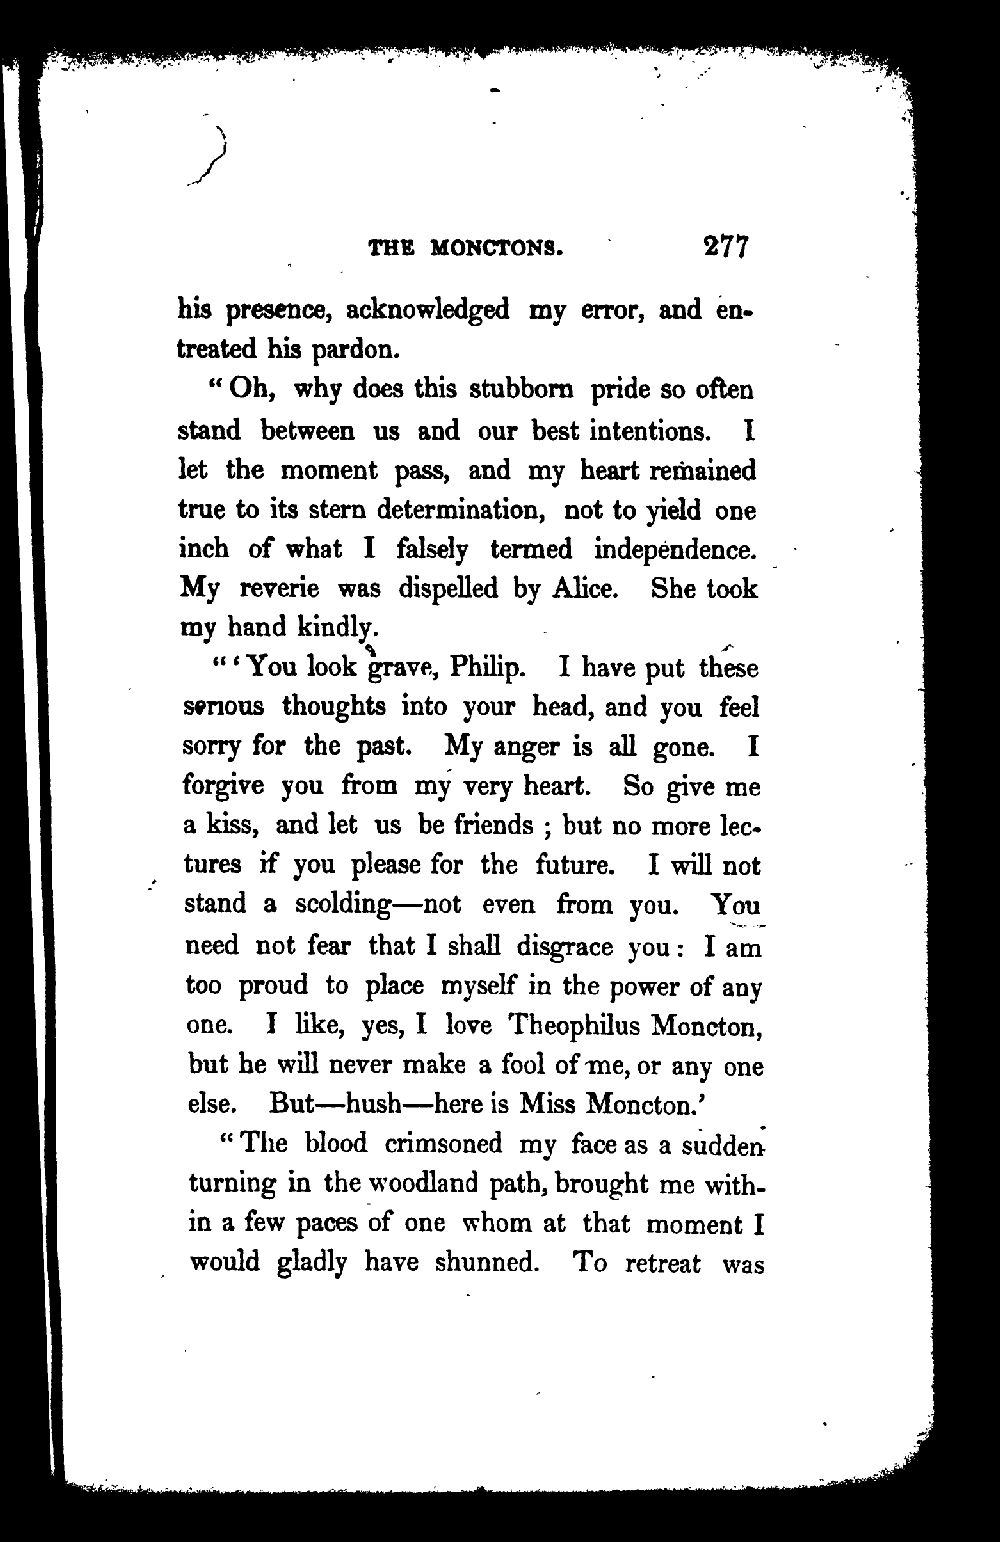 THE MONCTONS. 277
his presence, acknowledged my error, and en-
treated his pardon.
“ Oh, why does this stubborn pride so often
stand between us and our best intentions. I
let the moment pass, and my heart remained
true to its stern determination, not to yield one
inch of what I falsely termed independence.
My reverie was dispelled by Alice. She took
my hand kindly.
“ ‘ You look grave, Philip. I have put these
serious thoughts into your head, and you feel
sorry for the past. My anger is all gone. I
forgive you from my very heart. So give me
a kiss, and let us be friends ; but no more lec-
tures if you please for the future. I will not
stand a scolding—not even from you. You
need not fear that I shall disgrace you : I am
too proud to place myself in the power of any
one. I like, yes, I love Theophilus Moncton,
but he will never make a fool of me, or any one
else. But—hush—here is Miss Moncton.’
“ The blood crimsoned my face as a sudden
turning in the woodland path, brought me with-
in a few paces of one whom at that moment I
would gladly have shunned. To retreat was